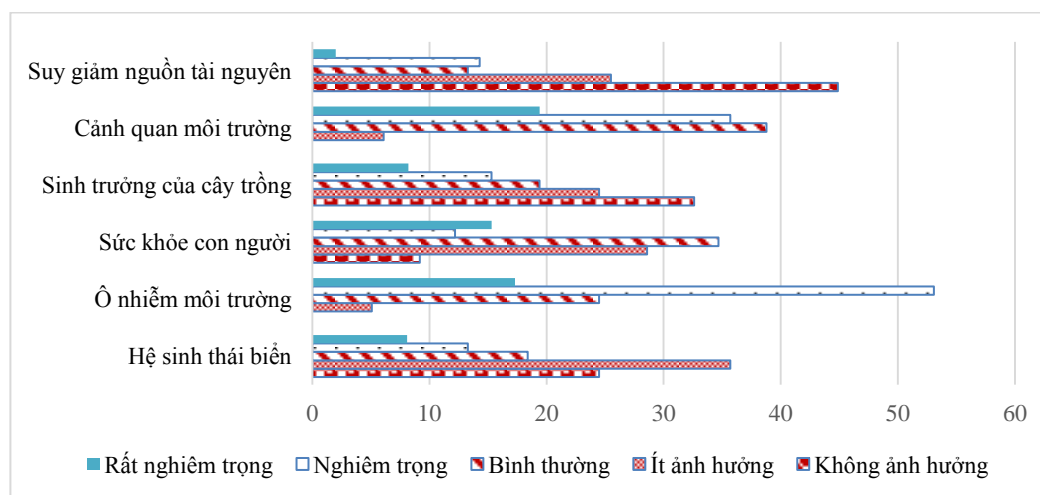 Suy giảm nguồn tài nguyên
Cảnh quan môi trường
Sinh trưởng của cây trồng
Sức khỏe con người
Ô nhiễm môi trường
Hệ sinh thái biển
0 10 20 30 40 50 60
Rất nghiêm trọng Nghiêm trọng Bình thường Ít ảnh hưởng Không ảnh hưởng